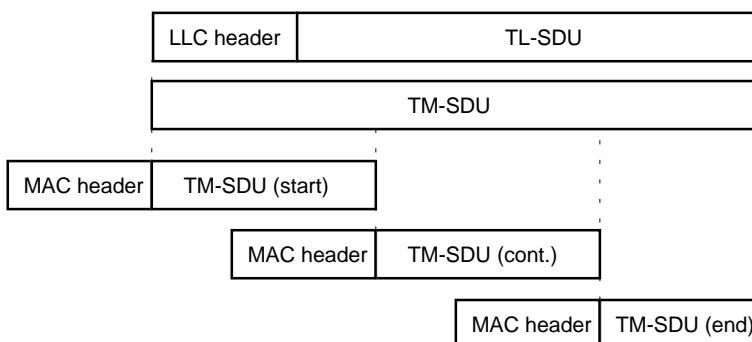 LLC header TL-SDU
TM-SDU
MAC header TM-SDU (start)
MAC header TM-SDU (cont.)
MAC header TM-SDU (end)